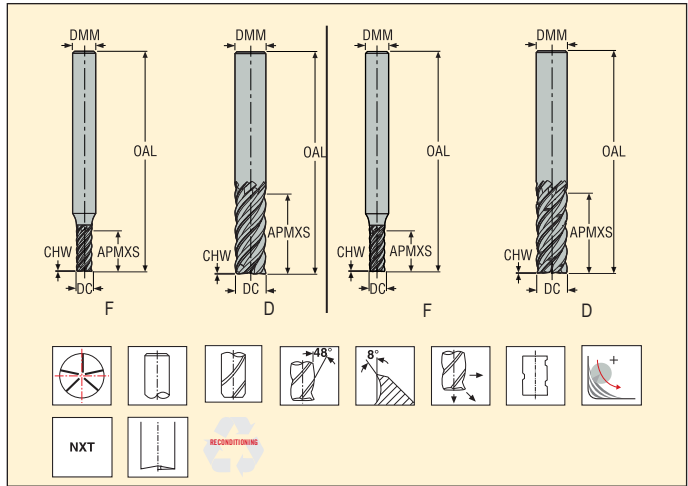 DMM
DMM
DMM
DMM
OAL
OAL
OAL
OAL
CHW
APMXS
CHW
APMXS
CHW
APMXS
CHW
APMXS
DC
DC
DC
DC
F
D
F
D
48°
8°
+
NXT
RECONDITIONING